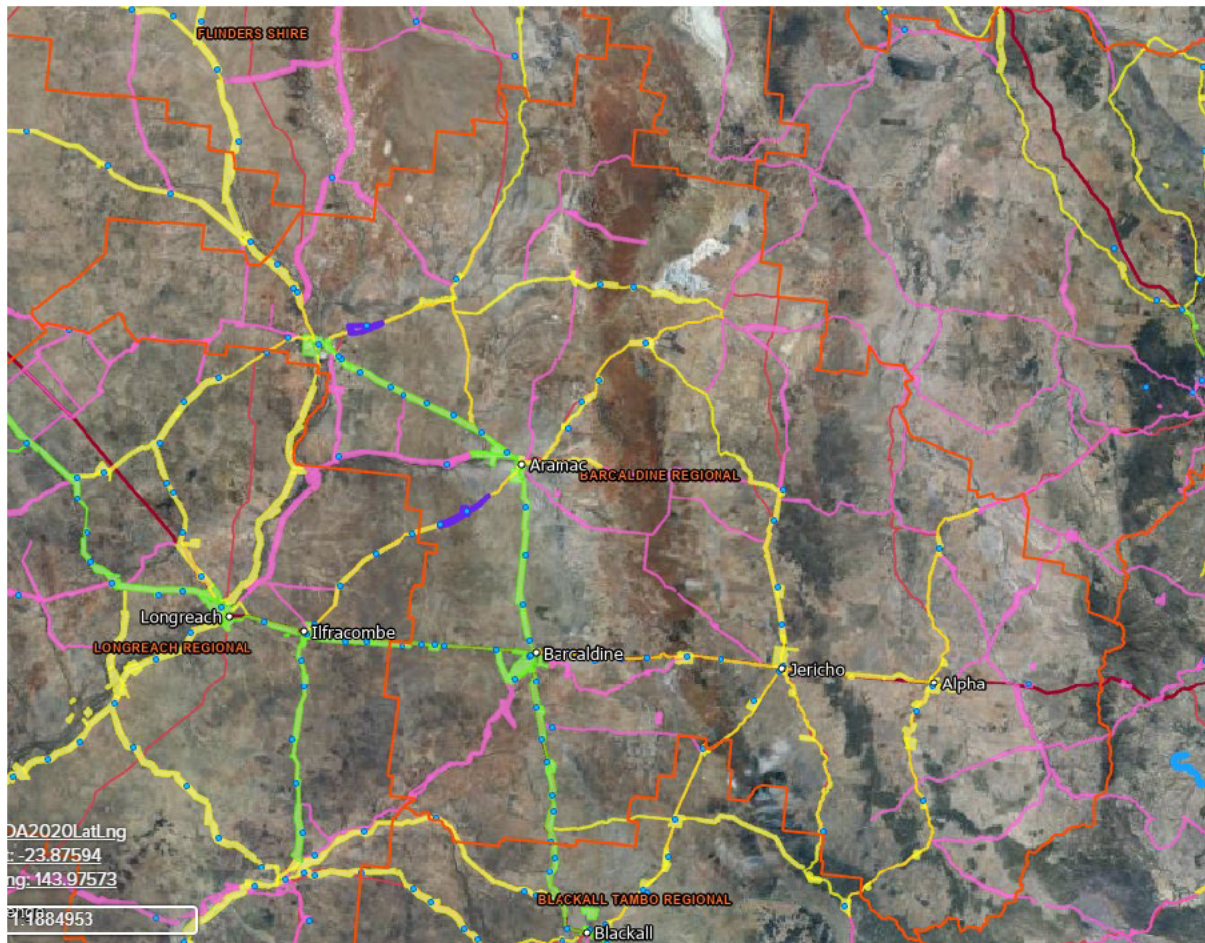 FLINDERS SHIRE
Aramac
BARCALDINE REGIONAL
Longreach
Ilfracombe
LONGREACH REGIONAL
Barcaldine
Jericho
Alpha
DA2020LatLng
: -23.87594
ng: 143.97573
1:1884953
BLACKALL TAMBO REGIONAL
Blackall